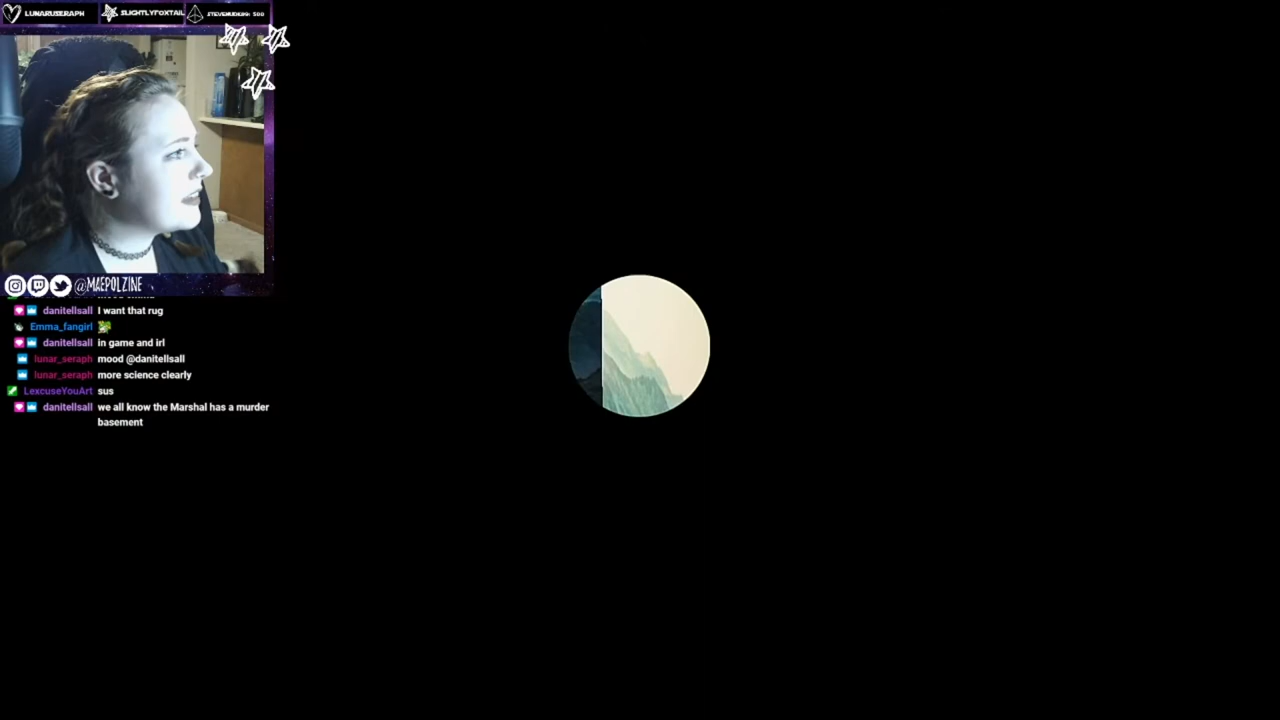 LUNARUSERAPH
SLIGHTLYFOXTAIL
500
@MAEPOLZINE
danitellsall I want that rug
Emma_fangirl
danitellsall in game and irl
lunar_seraph mood @danitellsall
lunar_seraph more science clearly
LexcuseYouArt sus
danitellsall we all know the Marshal has a murder
basement